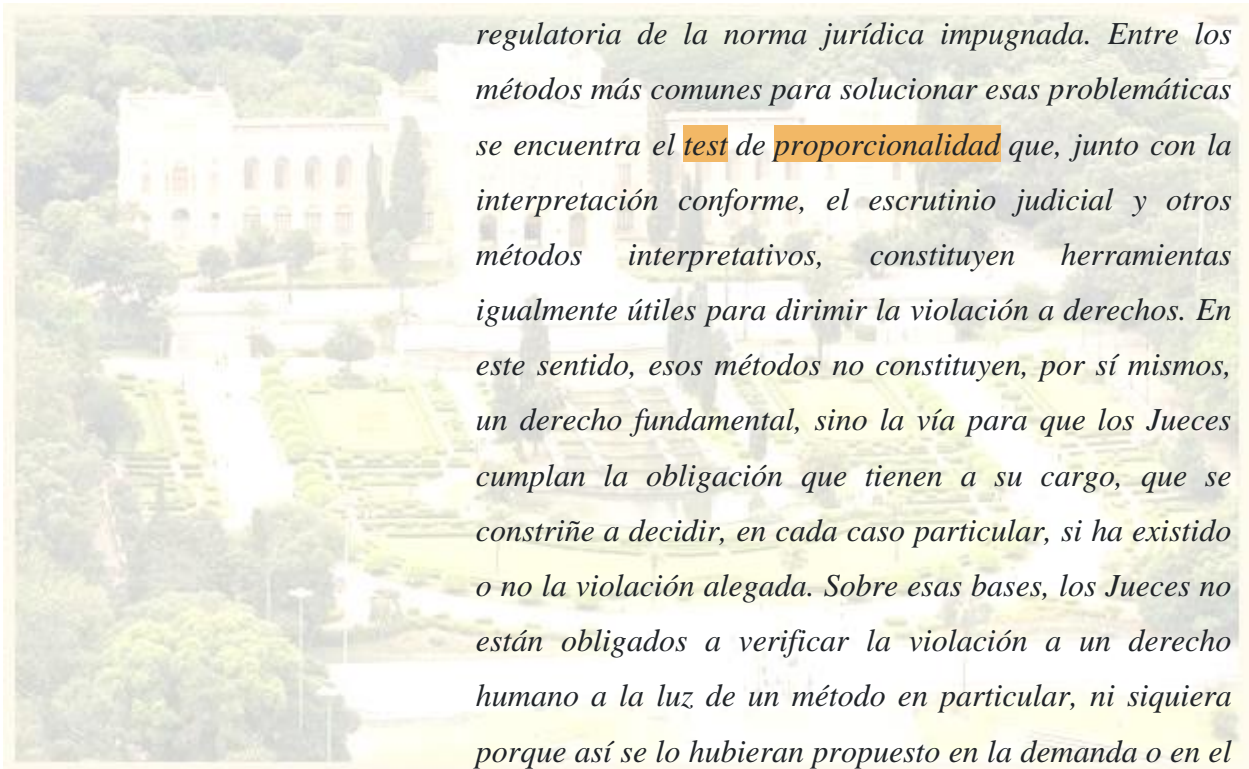 regulatoria de la norma jurídica impugnada. Entre los
métodos más comunes para solucionar esas problemáticas
se encuentra el test de proporcionalidad que, junto con la
interpretación conforme, el escrutinio judicial y otros
métodos interpretativos, constituyen herramientas
igualmente útiles para dirimir la violación a derechos. En
este sentido, esos métodos no constituyen, por sí mismos,
un derecho fundamental, sino la vía para que los Jueces
cumplan la obligación que tienen a su cargo, que se
constriñe a decidir, en cada caso particular, si ha existido
o no la violación alegada. Sobre esas bases, los Jueces no
están obligados a verificar la violación a un derecho
humano a la luz de un método en particular, ni siquiera
porque así se lo hubieran propuesto en la demanda o en el